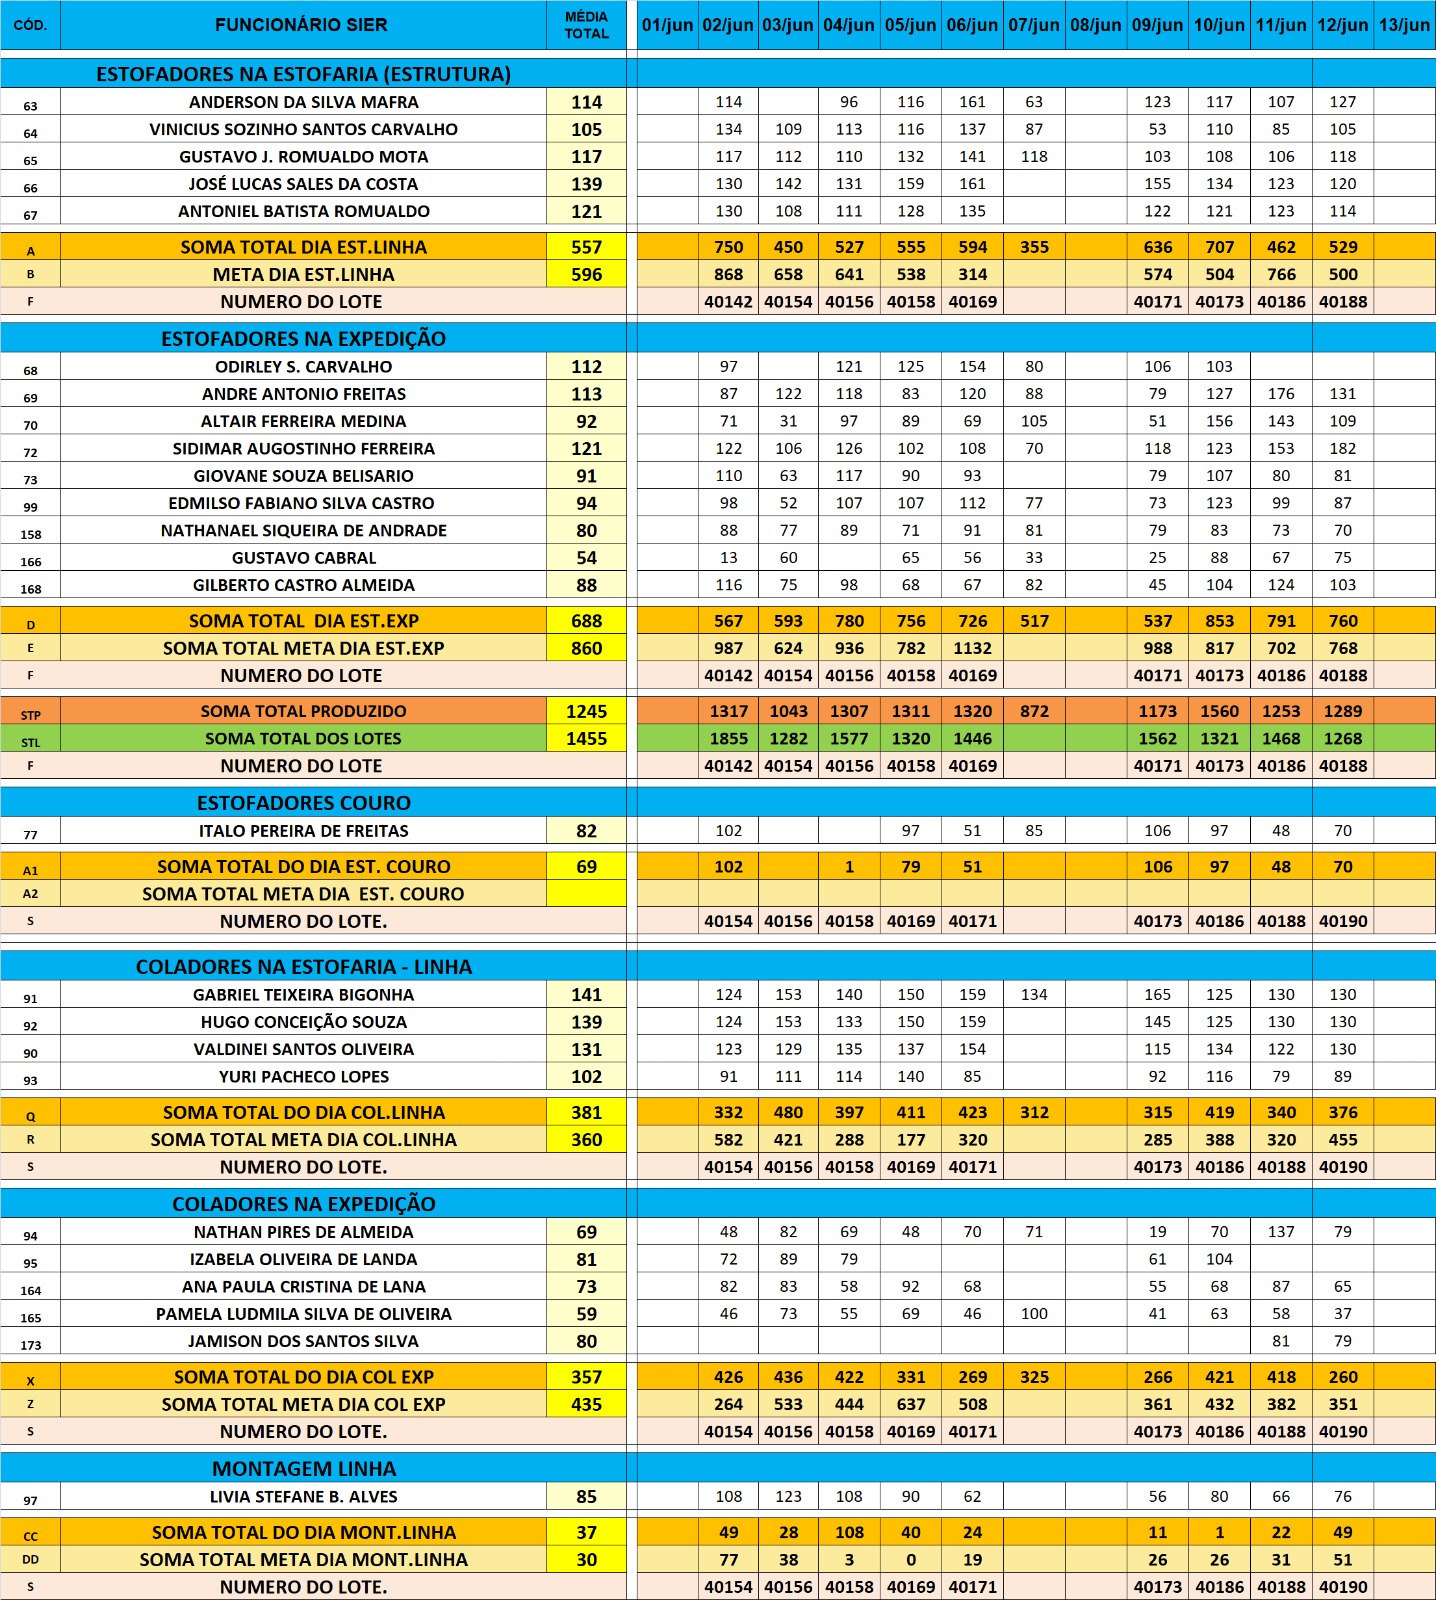 CÓD. FUNCIONÁRIO SIER MÉDIA TOTAL 01/jun 02/jun 03/jun 04/jun 05/jun 06/jun 07/jun 08/jun 09/jun 10/jun 11/jun 12/jun 13/jun
ESTOFADORES NA ESTOFARIA (ESTRUTURA)
63 ANDERSON DA SILVA MAFRA 114 114 96 116 161 63 123 117 107 127
64 VINICIUS SOZINHO SANTOS CARVALHO 105 134 109 113 116 137 87 53 110 85 105
65 GUSTAVO J. ROMUALDO MOTA 117 117 112 110 132 141 118 103 108 106 118
66 JOSÉ LUCAS SALES DA COSTA 139 130 142 131 159 161 155 134 123 120
67 ANTONIEL BATISTA ROMUALDO 121 130 108 111 128 135 122 121 123 114
A SOMA TOTAL DIA EST.LINHA 557 750 450 527 555 594 355 636 707 462 529
B META DIA EST.LINHA 596 868 658 641 538 314 574 504 766 500
F NUMERO DO LOTE 40142 40154 40156 40158 40169 40171 40173 40186 40188
ESTOFADORES NA EXPEDIÇÃO
68 ODIRLEY S. CARVALHO 112 97 121 125 154 80 106 103
69 ANDRE ANTONIO FREITAS 113 87 122 118 83 120 88 79 127 176 131
70 ALTAIR FERREIRA MEDINA 92 71 31 97 89 69 105 51 156 143 109
72 SIDIMAR AUGOSTINHO FERREIRA 121 122 106 126 102 108 70 118 123 153 182
73 GIOVANE SOUZA BELISARIO 91 110 63 117 90 93 79 107 80 81
99 EDMILSO FABIANO SILVA CASTRO 94 98 52 107 107 112 77 73 123 99 87
158 NATHANAEL SIQUEIRA DE ANDRADE 80 88 77 89 71 91 81 79 83 73 70
166 GUSTAVO CABRAL 54 13 60 65 56 33 25 88 67 75
168 GILBERTO CASTRO ALMEIDA 88 116 75 98 68 67 82 45 104 124 103
D SOMA TOTAL DIA EST.EXP 688 567 593 780 756 726 517 537 853 791 760
E SOMA TOTAL META DIA EST.EXP 860 987 624 936 782 1132 988 817 702 768
F NUMERO DO LOTE 40142 40154 40156 40158 40169 40171 40173 40186 40188
STP SOMA TOTAL PRODUZIDO 1245 1317 1043 1307 1311 1320 872 1173 1560 1253 1289
STL SOMA TOTAL DOS LOTES 1455 1855 1282 1577 1320 1446 1562 1321 1468 1268
F NUMERO DO LOTE 40142 40154 40156 40158 40169 40171 40173 40186 40188
ESTOFADORES COURO
77 ITALO PEREIRA DE FREITAS 82 102 97 51 85 106 97 48 70
A1 SOMA TOTAL DO DIA EST. COURO 69 102 1 79 51 106 97 48 70
A2 SOMA TOTAL META DIA EST. COURO
S NUMERO DO LOTE. 40154 40156 40158 40169 40171 40173 40186 40188 40190
COLADORES NA ESTOFARIA - LINHA
91 GABRIEL TEIXEIRA BIGONHA 141 124 153 140 150 159 134 165 125 130 130
92 HUGO CONCEIÇÃO SOUZA 139 124 153 133 150 159 145 125 130 130
90 VALDINEI SANTOS OLIVEIRA 131 123 129 135 137 154 115 134 122 130
93 YURI PACHECO LOPES 102 91 111 114 140 85 92 116 79 89
Q SOMA TOTAL DO DIA COL.LINHA 381 332 480 397 411 423 312 315 419 340 376
R SOMA TOTAL META DIA COL.LINHA 360 582 421 288 177 320 285 388 320 455
S NUMERO DO LOTE. 40154 40156 40158 40169 40171 40173 40186 40188 40190
COLADORES NA EXPEDIÇÃO
94 NATHAN PIRES DE ALMEIDA 69 48 82 69 48 70 71 19 70 137 79
95 IZABELA OLIVEIRA DE LANDA 81 72 89 79 61 104
164 ANA PAULA CRISTINA DE LANA 73 82 83 58 92 68 55 68 87 65
165 PAMELA LUDMILA SILVA DE OLIVEIRA 59 46 73 55 69 46 100 41 63 58 37
173 JAMISON DOS SANTOS SILVA 80 81 79
X SOMA TOTAL DO DIA COL EXP 357 426 436 422 331 269 325 266 421 418 260
Z SOMA TOTAL META DIA COL EXP 435 264 533 444 637 508 361 432 382 351
S NUMERO DO LOTE. 40154 40156 40158 40169 40171 40173 40186 40188 40190
MONTAGEM LINHA
97 LIVIA STEFANE B. ALVES 85 108 123 108 90 62 56 80 66 76
CC SOMA TOTAL DO DIA MONT.LINHA 37 49 28 108 40 24 11 1 22 49
DD SOMA TOTAL META DIA MONT.LINHA 30 77 38 3 0 19 26 26 31 51
S NUMERO DO LOTE. 40154 40156 40158 40169 40171 40173 40186 40188 40190